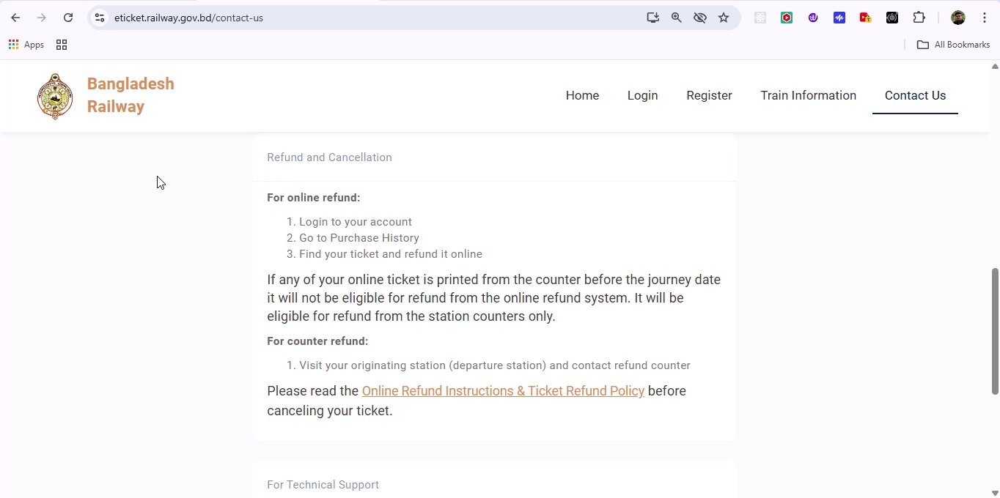 eticket.railway.gov.bd/contact-us
Apps
All Bookmarks
Bangladesh
Railway
Home
Login
Register
Train Information
Contact Us
Refund and Cancellation
For online refund:
1. Login to your account
2. Go to Purchase History
3. Find your ticket and refund it online
If any of your online ticket is printed from the counter before the journey date
it will not be eligible for refund from the online refund system. It will be
eligible for refund from the station counters only.
For counter refund:
1. Visit your originating station (departure station) and contact refund counter
Please read the Online Refund Instructions & Ticket Refund Policy before
canceling your ticket.
For Technical Support